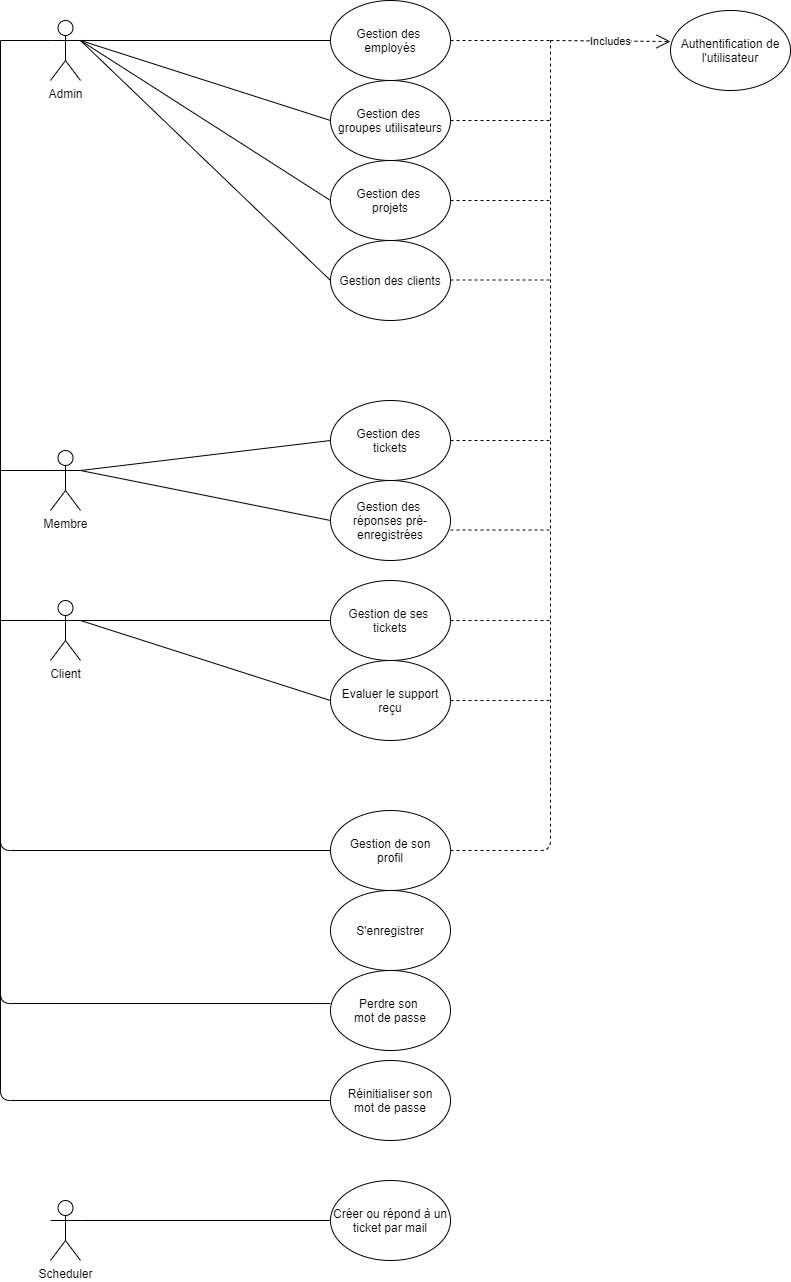 Gestion des
employés
Includes
Authentification de
l'utilisateur
Admin
Gestion des
groupes utilisateurs
Gestion des
projets
Gestion des clients
Gestion des
tickets
Membre
Gestion des
réponses pré-
enregistrées
Gestion de ses
tickets
Client
Evaluer le support
reçu
Gestion de son
profil
S'enregistrer
Perdre son
mot de passe
Réinitialiser son
mot de passe
Créer ou répond à un
ticket par mail
Scheduler